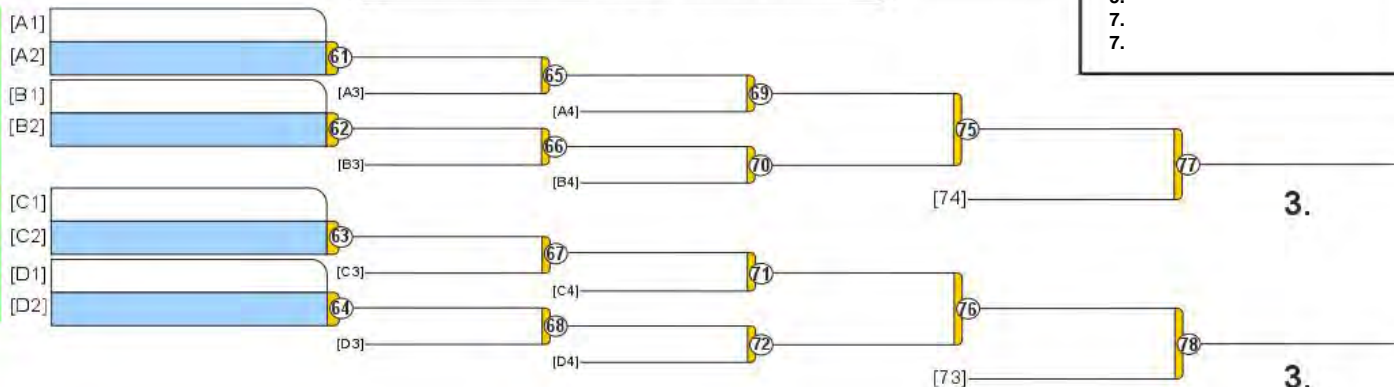 7.
7.
[A1]
[A2]
61
[A3]
65
[A4]
69
[B1]
[B2]
62
[B3]
66
[B4]
70
75
[74]
77
3.
[C1]
[C2]
63
[C3]
67
[C4]
71
[D1]
[D2]
64
[D3]
68
[D4]
72
76
[73]
78
3.